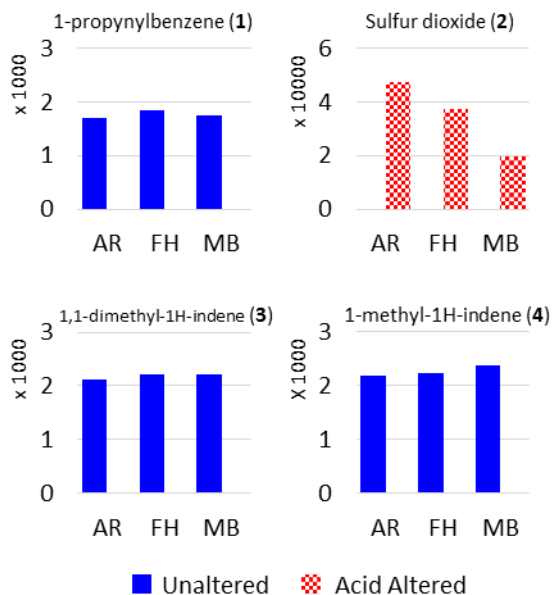 1-propynylbenzene (1)
x 1000
3
2
1
0
AR FH MB
Sulfur dioxide (2)
x 10000
6
4
2
0
AR FH MB
1,1-dimethyl-1H-indene (3)
x 1000
3
2
1
0
AR FH MB
1-methyl-1H-indene (4)
X 1000
3
2
1
0
AR FH MB
Unaltered Acid Altered